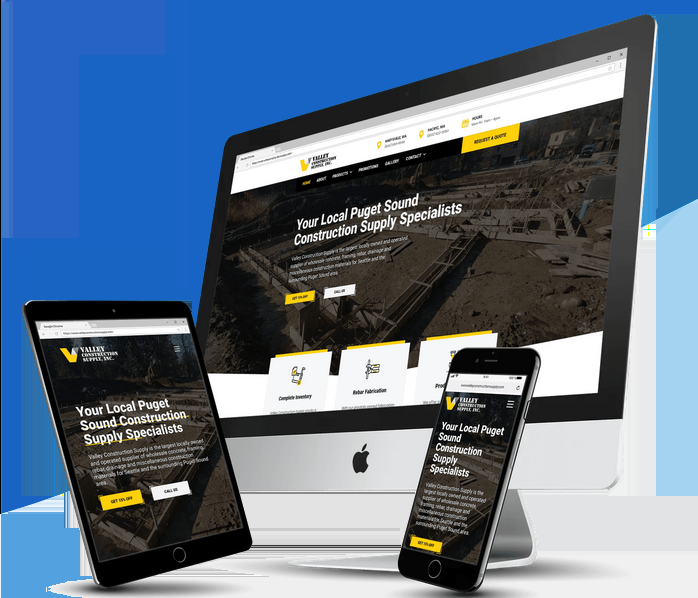 VALLEY
CONSTRUCTION
SUPPLY, INC.
PACIFIC, WA
HOURS
REQUEST A QUOTE
HOME ABOUT PRODUCTS PROMOTIONS GALLERY CONTACT
Your Local Puget Sound
Construction Supply Specialists
Valley Construction Supply is the largest locally owned and operated
supplier of wholesale concrete, framing, rebar, drainage and
miscellaneous construction materials for Seattle and the
surrounding Puget Sound area.
GET 15% OFF
CALL US
Complete Inventory
Rebar Fabrication
VALLEY
CONSTRUCTION
SUPPLY, INC.
Your Local Puget
Sound Construction
Supply Specialists
Valley Construction Supply is the largest locally owned
and operated supplier of wholesale concrete, framing,
rebar, drainage and miscellaneous construction
materials for Seattle and the surrounding Puget Sound
area.
GET 15% OFF
CALL US
VALLEY
CONSTRUCTION
SUPPLY, INC.
Your Local Puget
Sound
Construction
Supply
Specialists
Valley Construction Supply is the
largest locally owned and operated
supplier of wholesale concrete,
framing, rebar, drainage and
miscellaneous construction
materials for Seattle and the
surrounding Puget Sound area.
GET 15% OFF